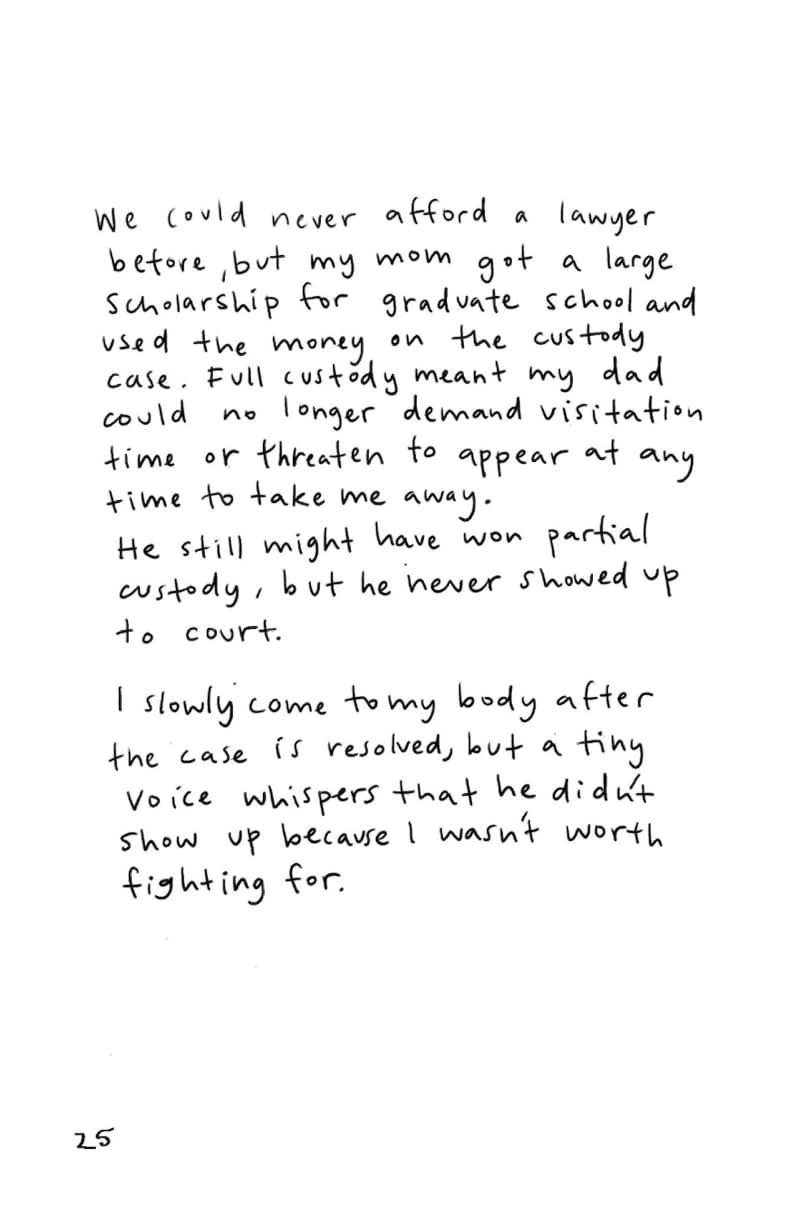 We could never afford a lawyer
before, but my mom got a large
scholarship for graduate school and
used the money on the custody
case. Full custody meant my dad
could no longer demand visitation
time or threaten to appear at any
time to take me away.
He still might have won partial
custody, but he never showed up
to court.
I slowly come to my body after
the case is resolved, but a tiny
voice whispers that he didn't
show up because I wasn't worth
fighting for.
25